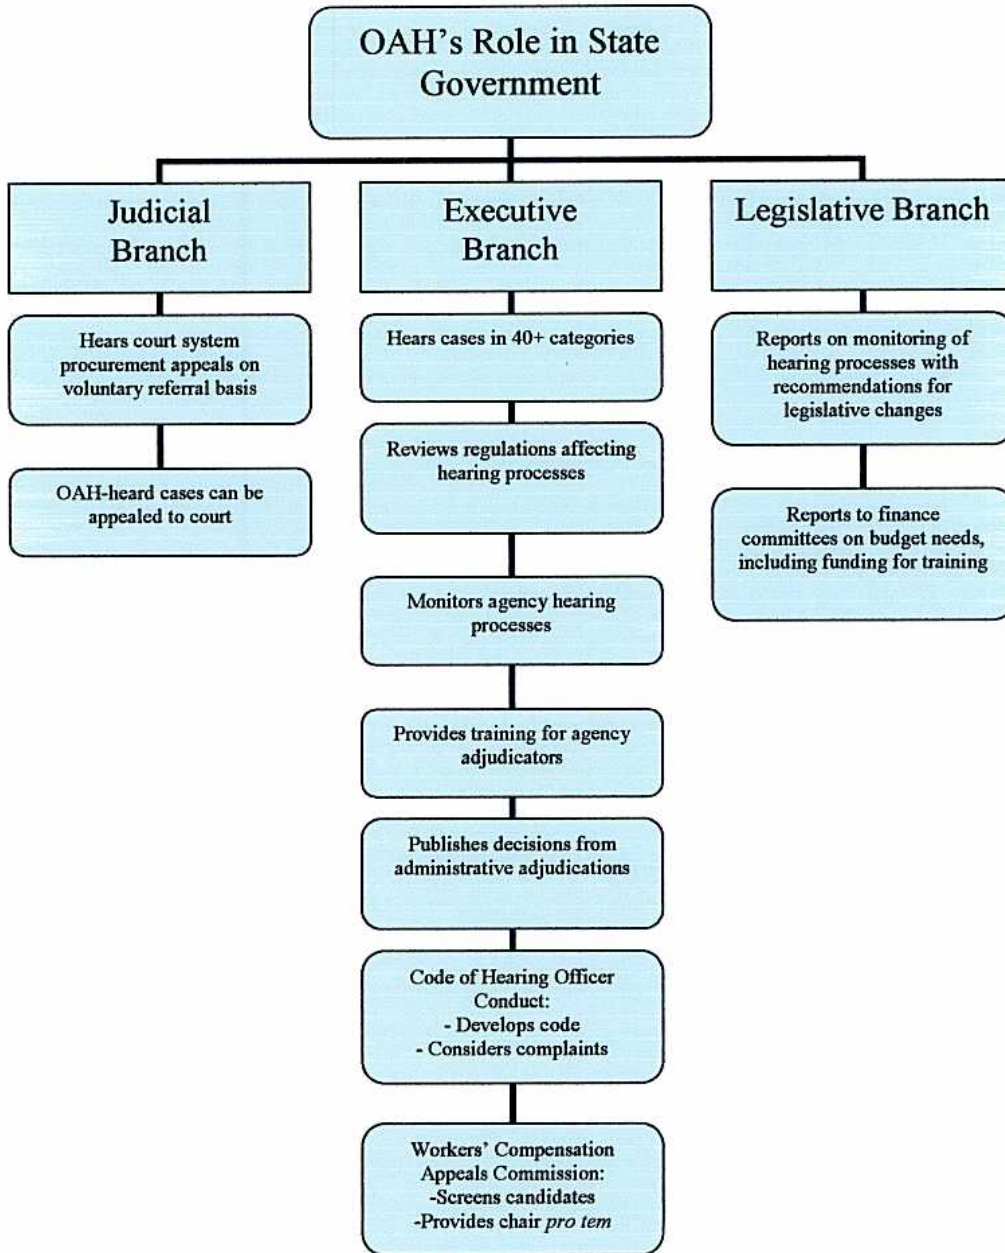 OAH's Role in State
Government
Judicial
Branch
Hears court system
procurement appeals on
voluntary referral basis
OAH-heard cases can be
appealed to court
Executive
Branch
Hears cases in 40+ categories
Reviews regulations affecting
hearing processes
Monitors agency hearing
processes
Provides training for agency
adjudicators
Publishes decisions from
administrative adjudications
Code of Hearing Officer
Conduct:
- Develops code
- Considers complaints
Workers' Compensation
Appeals Commission:
-Screens candidates
-Provides chair pro tem
Legislative Branch
Reports on monitoring of
hearing processes with
recommendations for
legislative changes
Reports to finance
committees on budget needs,
including funding for training